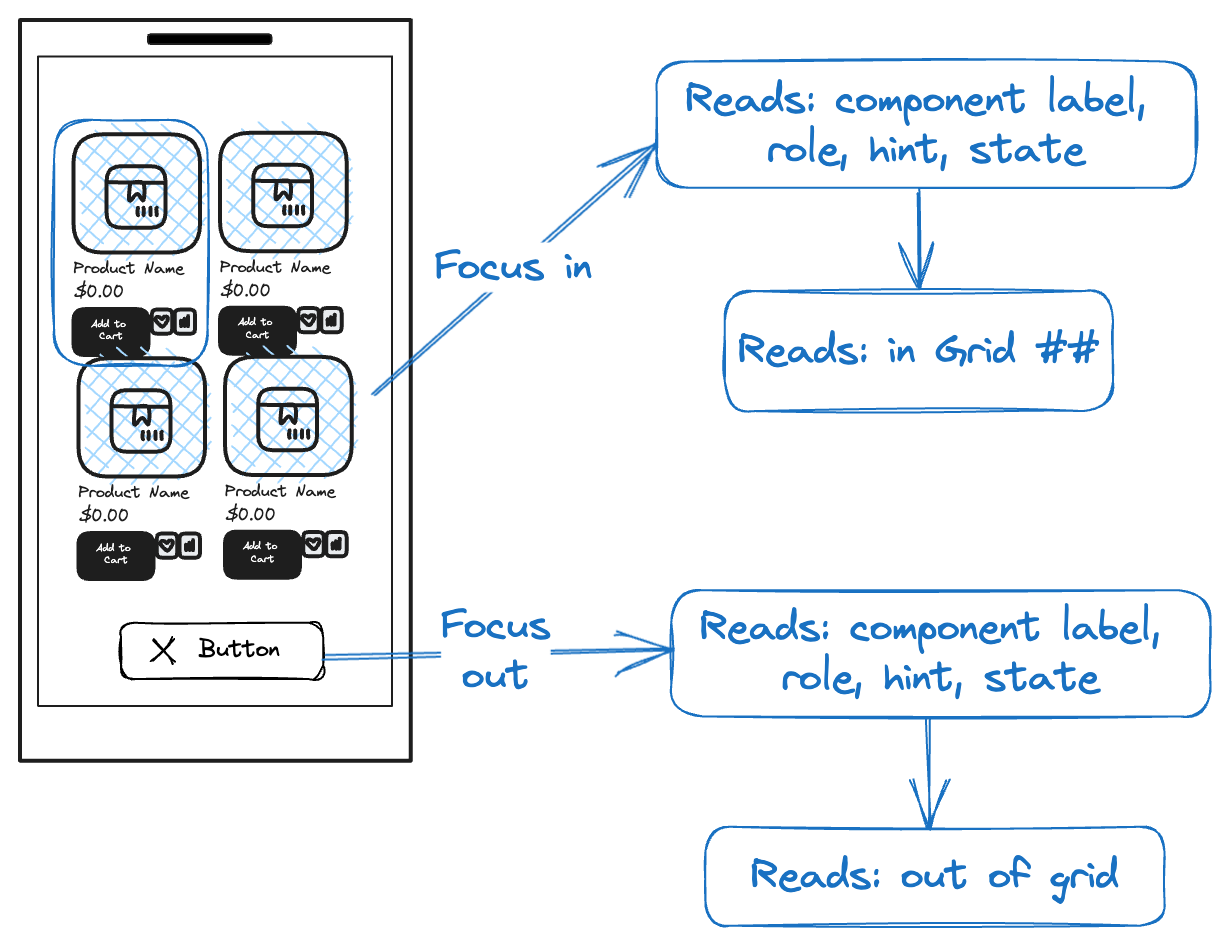 Reads: component label,
role, hint, state
Focus in
Reads: in Grid ##
Product Name
$0.00
Add to
Cart
Product Name
$0.00
Add to
Cart
Product Name
$0.00
Add to
Cart
Product Name
$0.00
Add to
Cart
X Button
Focus
out
Reads: component label,
role, hint, state
Reads: out of grid